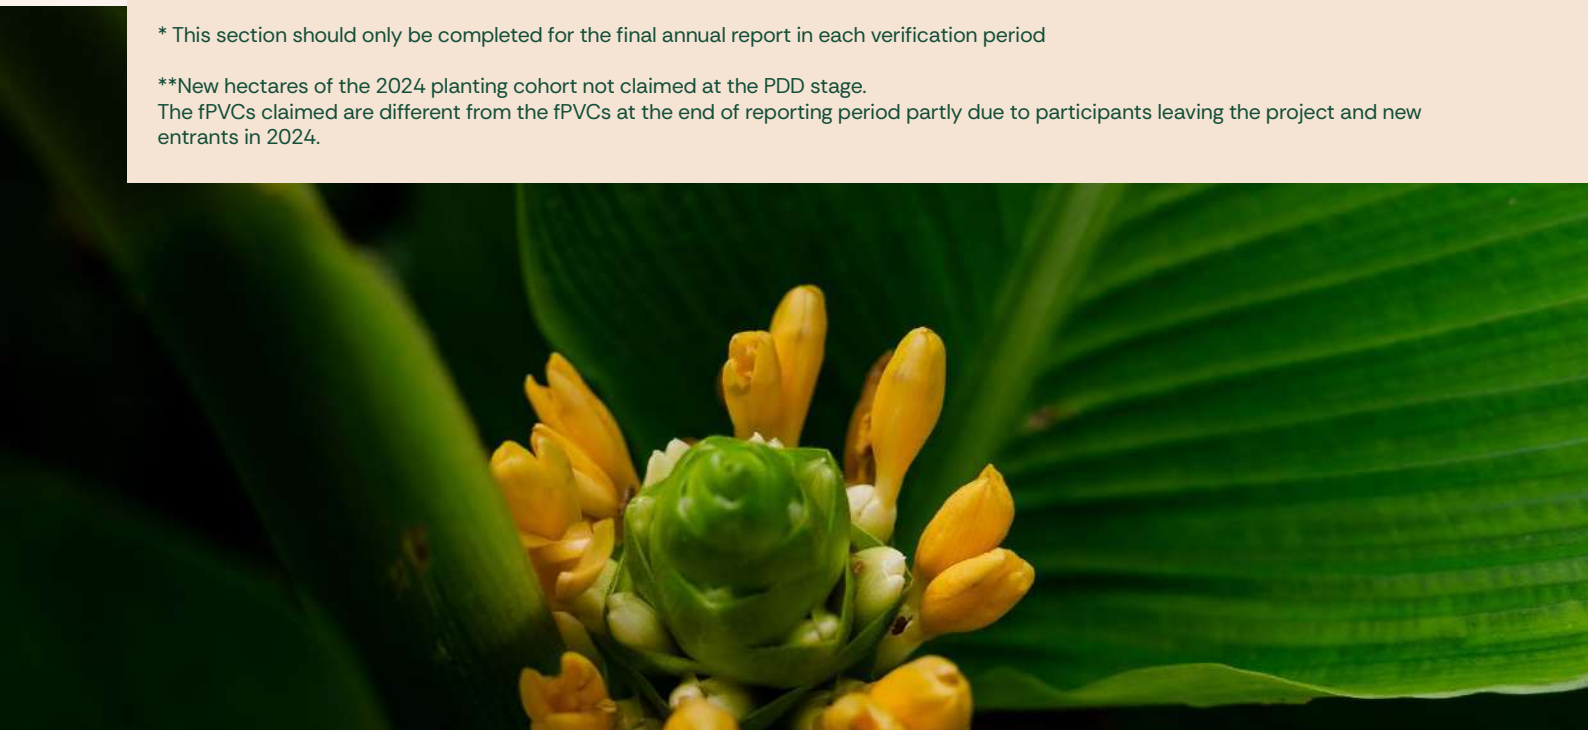 * This section should only be completed for the final annual report in each verification period
**New hectares of the 2024 planting cohort not claimed at the PDD stage.
The fPVCs claimed are different from the fPVCs at the end of reporting period partly due to participants leaving the project and new
entrants in 2024.